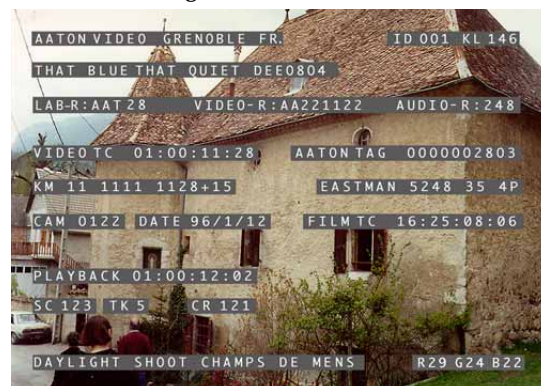 AATON VIDEO GRENOBLE FR. ID 001 KL 146
THAT BLUE THAT QUIET DEE0804
LAB-R:AAT28 VIDEO-R:AA221122 AUDIO-R:248
VIDEO TC 01:00:11:28 AATON TAG 0000002803
KM 11 1111 1128+15 EASTMAN 5248 35 4P
CAM 0122 DATE 96/1/12 FILM TC 16:25:08:06
PLAYBACK 01:00:12:02
SC 123 TK 5 CR 121
DAYLIGHT SHOOT CHAMPS DE MENS R29 G24 B22